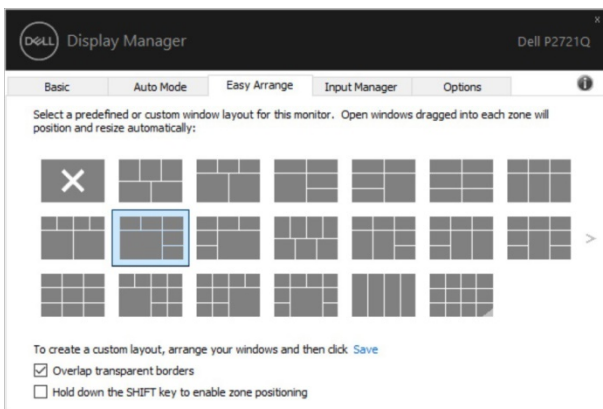 DELL Display Manager
Dell P2721Q
x
Basic Auto Mode Easy Arrange Input Manager Options
Select a predefined or custom window layout for this monitor. Open windows dragged into each zone will
position and resize automatically:
To create a custom layout, arrange your windows and then click Save
Overlap transparent borders
Hold down the SHIFT key to enable zone positioning